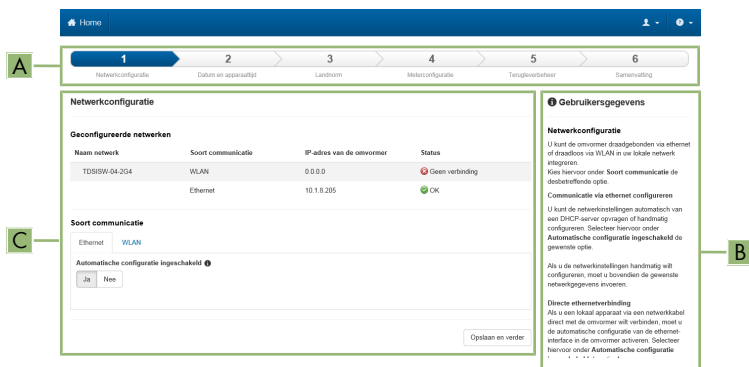 Home
A
1 2 3 4 5 6
Netwerkconfiguratie Datum en apparaattijd Landnorm Meterconfiguratie Terugleverbeheer Samenvatting
Netwerkconfiguratie
Geconfigureerde netwerken
Naam netwerk Soort communicatie IP-adres van de omvormer Status
TDSISW-04-2G4 WLAN 0.0.0.0 Geen verbinding
Ethernet 10.1.8.205 OK
C
Soort communicatie
Ethernet WLAN
Automatische configuratie ingeschakeld
Ja Nee
Opslaan en verder
Gebruikersgegevens
Netwerkconfiguratie
U kunt de omvormer draadgebonden via ethernet
of draadloos via WLAN in uw lokale netwerk
integreren.
Kies hiervoor onder Soort communicatie de
desbetreffende optie.
Communicatie via ethernet configureren
U kunt de netwerkinstellingen automatisch van
een DHCP-server opvragen of handmatig
configureren. Selecteer hiervoor onder
Automatische configuratie ingeschakeld de
gewenste optie.
B
Als u de netwerkinstellingen handmatig wilt
configureren, moet u bovendien de gewenste
netwerkgegevens invoeren.
Directe ethernetverbinding
Als u een lokaal apparaat via een netwerkkabel
direct met de omvormer wilt verbinden, moet u
de automatische configuratie van de ethernet-
interface in de omvormer activeren. Selecteer
hiervoor onder Automatische configuratie